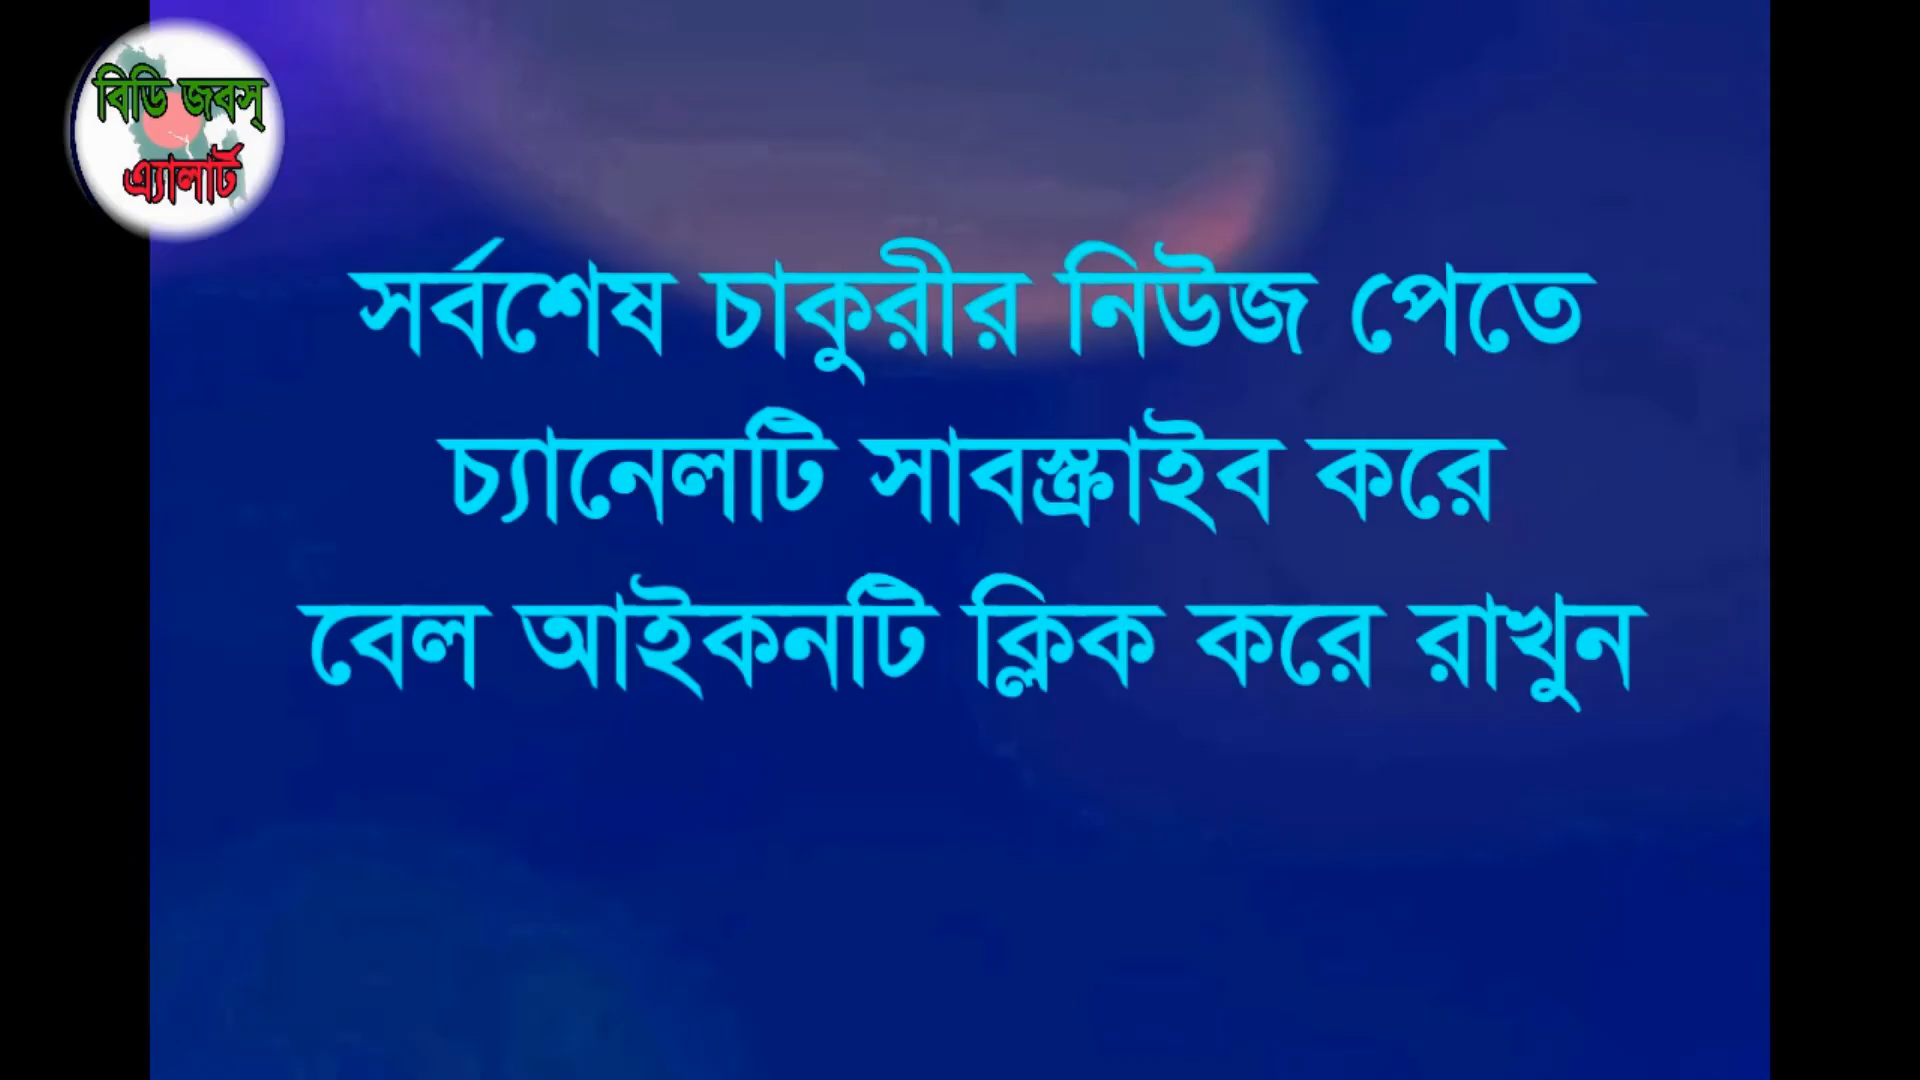 বিডি জবস্
এ্যালার্ট
সর্বশেষ চাকুরীর নিউজ পেতে
চ্যানেলটি সাবস্ক্রাইব করে
বেল আইকনটি ক্লিক করে রাখুন